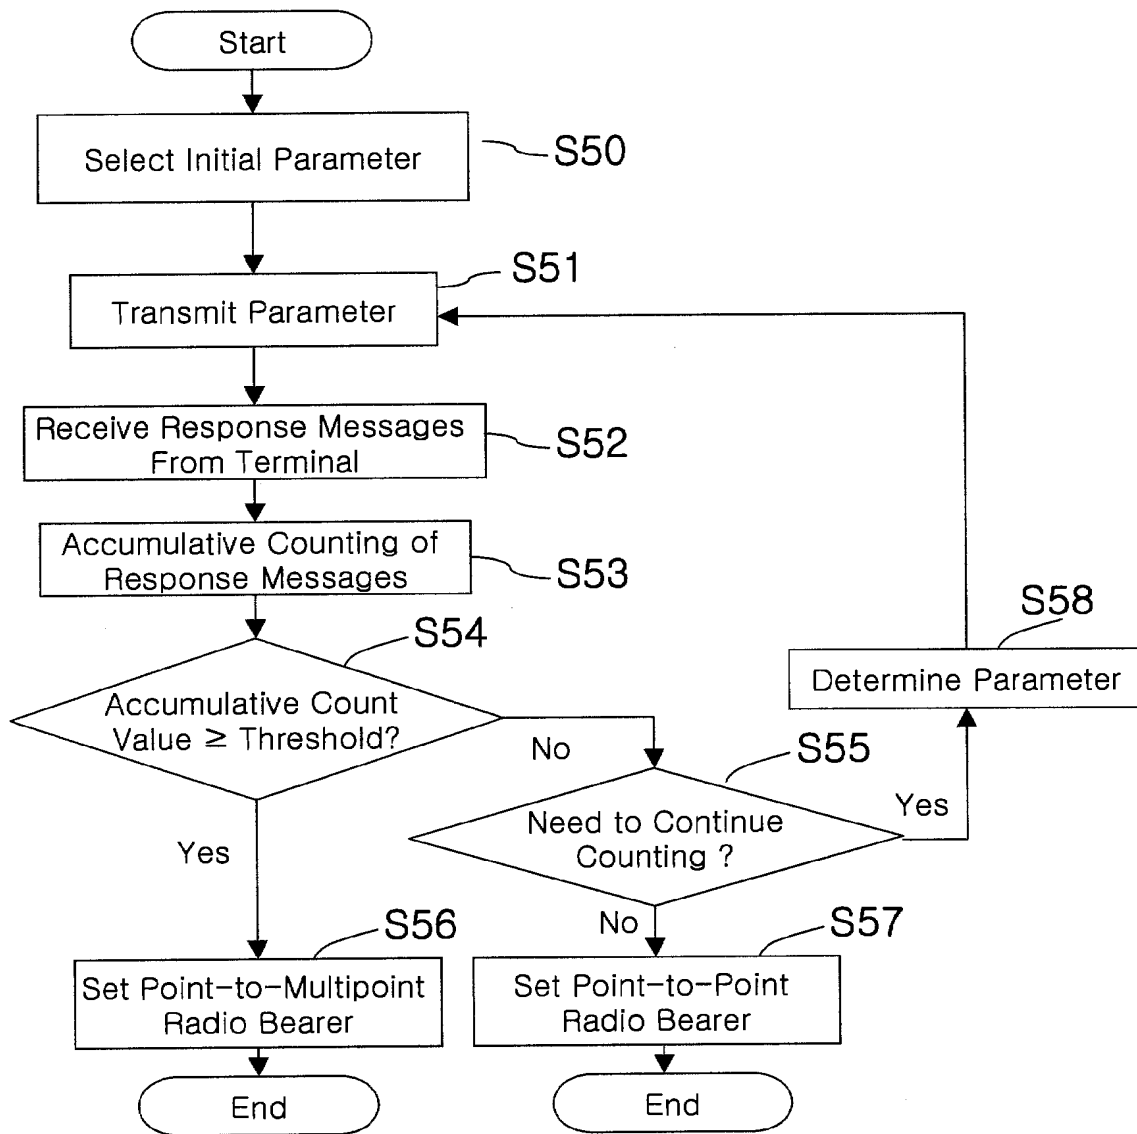 Start
Select Initial Parameter
S50
S51
Transmit Parameter
Receive Response Messages
From Terminal
S52
Accumulative Counting of
Response Messages
S53
S54
Accumulative Count
Value ≥ Threshold?
No
Yes
S55
Need to Continue
Counting ?
Yes
No
S58
Determine Parameter
S56
Set Point-to-Multipoint
Radio Bearer
S57
Set Point-to-Point
Radio Bearer
End
End